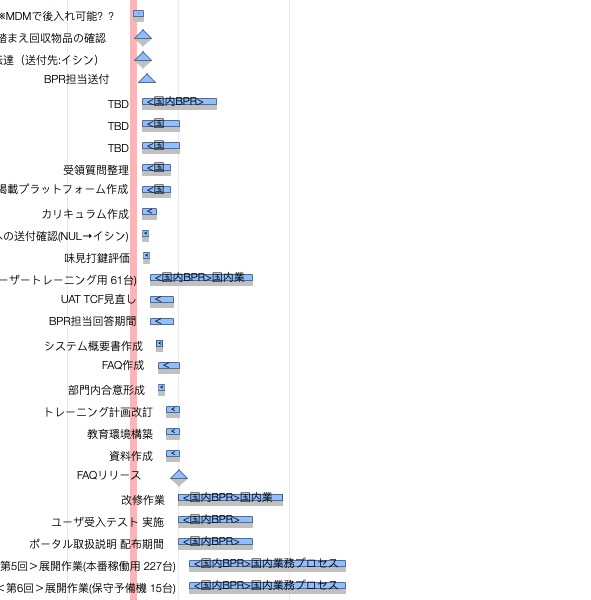 ※MDMで後入れ可能？？
踏まえ回収物品の確認
伝達（送付先:イシン）
BPR担当送付
TBD <国内BPR>
TBD <国
TBD <国
受領質問整理 <国
掲載プラットフォーム作成 <国
カリキュラム作成 <
への送付確認(NUL→イシン) <
味見打鍵評価 <
ーザートレーニング用 61台) <国内BPR>国内業
UAT TCF見直し <
BPR担当回答期間 <
システム概要書作成 <
FAQ作成 <
部門内合意形成 <
トレーニング計画改訂 <
教育環境構築 <
資料作成 <
FAQリリース
改修作業 <国内BPR>国内業
ユーザ受入テスト 実施 <国内BPR>
ポータル取扱説明 配布期間 <国内BPR>
第5回＞展開作業(本番稼働用 227台) <国内BPR>国内業務プロセス
＜第6回＞展開作業(保守予備機 15台) <国内BPR>国内業務プロセス